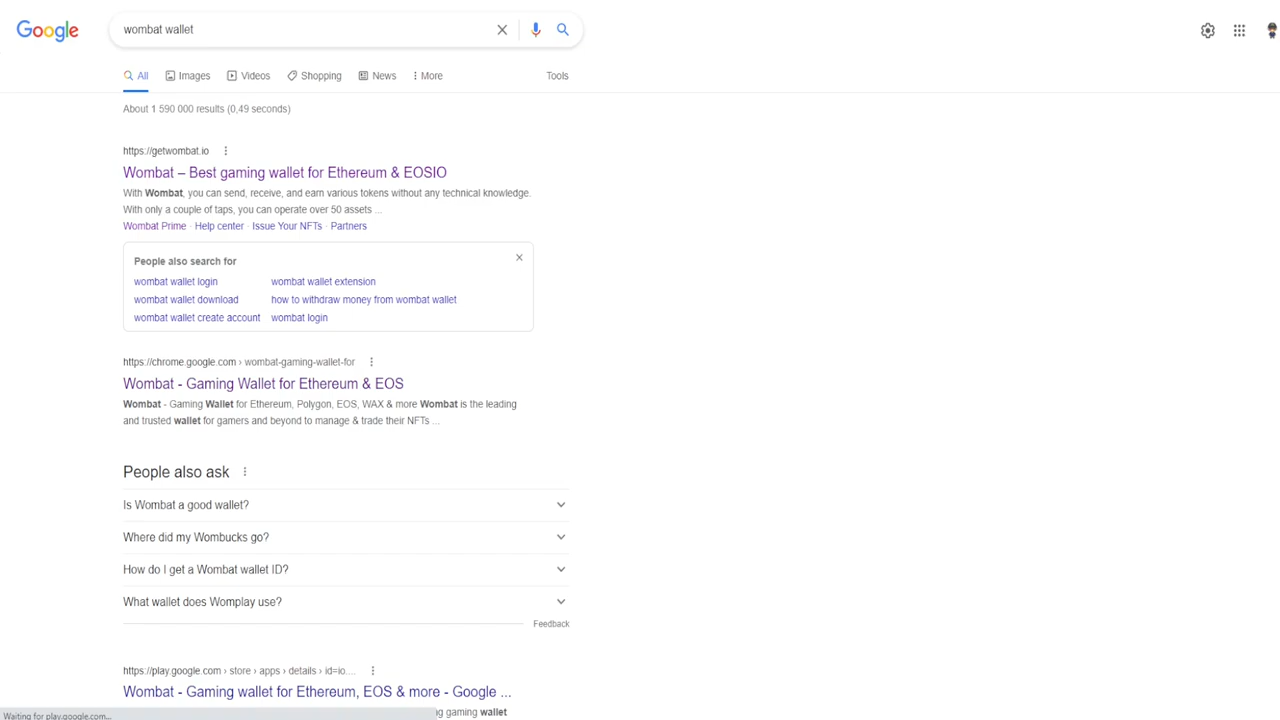 Google
wombat wallet
All Images Videos Shopping News More Tools
About 1 590 000 results (0,49 seconds)
https://getwombat.io
Wombat – Best gaming wallet for Ethereum & EOSIO
With Wombat, you can send, receive, and earn various tokens without any technical knowledge.
With only a couple of taps, you can operate over 50 assets ...
Wombat Prime · Help center · Issue Your NFTs · Partners
People also search for
wombat wallet login wombat wallet extension
wombat wallet download how to withdraw money from wombat wallet
wombat wallet create account wombat login
https://chrome.google.com › wombat-gaming-wallet-for
Wombat - Gaming Wallet for Ethereum & EOS
Wombat - Gaming Wallet for Ethereum, Polygon, EOS, WAX & more Wombat is the leading
and trusted wallet for gamers and beyond to manage & trade their NFTs ...
People also ask
Is Wombat a good wallet?
Where did my Wombucks go?
How do I get a Wombat wallet ID?
What wallet does Womplay use?
Feedback
https://play.google.com › store › apps › details › id=io....
Wombat - Gaming wallet for Ethereum, EOS & more - Google ...
gaming wallet
Waiting for play.google.com...